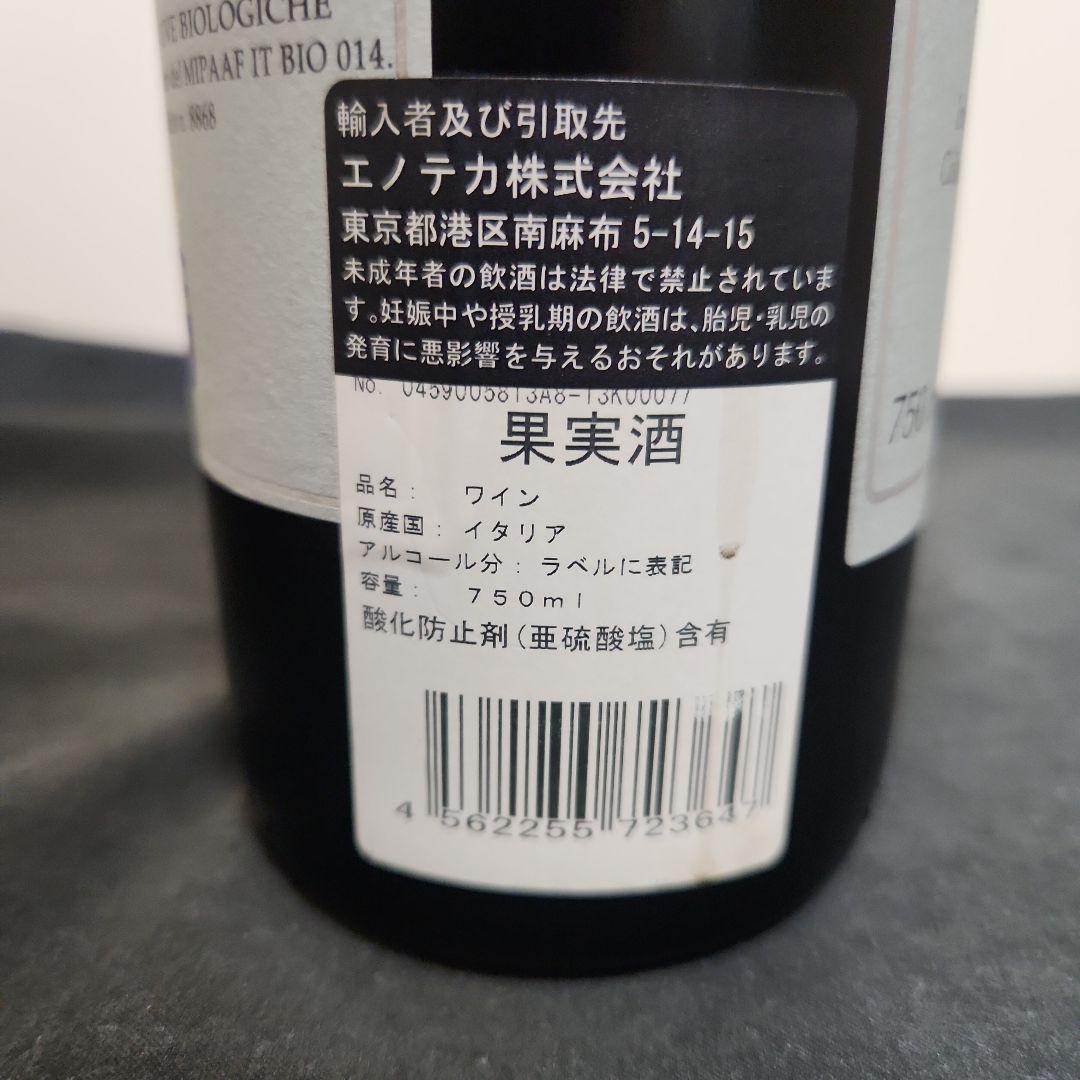 BIOLOGICHE
MIPAAF IT BIO 014.
8868
輸入者及び引取先
エノテカ株式会社
東京都港区南麻布5-14-15
未成年者の飲酒は法律で禁止されていま
す。妊娠中や授乳期の飲酒は、胎児・乳児の
発育に悪影響を与えるおそれがあります。
No. 0459005813A8-13K00077
果実酒
品名: ワイン
原産国: イタリア
アルコール分: ラベルに表記
容量: 750ml
酸化防止剤(亜硫酸塩)含有
4 562255 723647
750